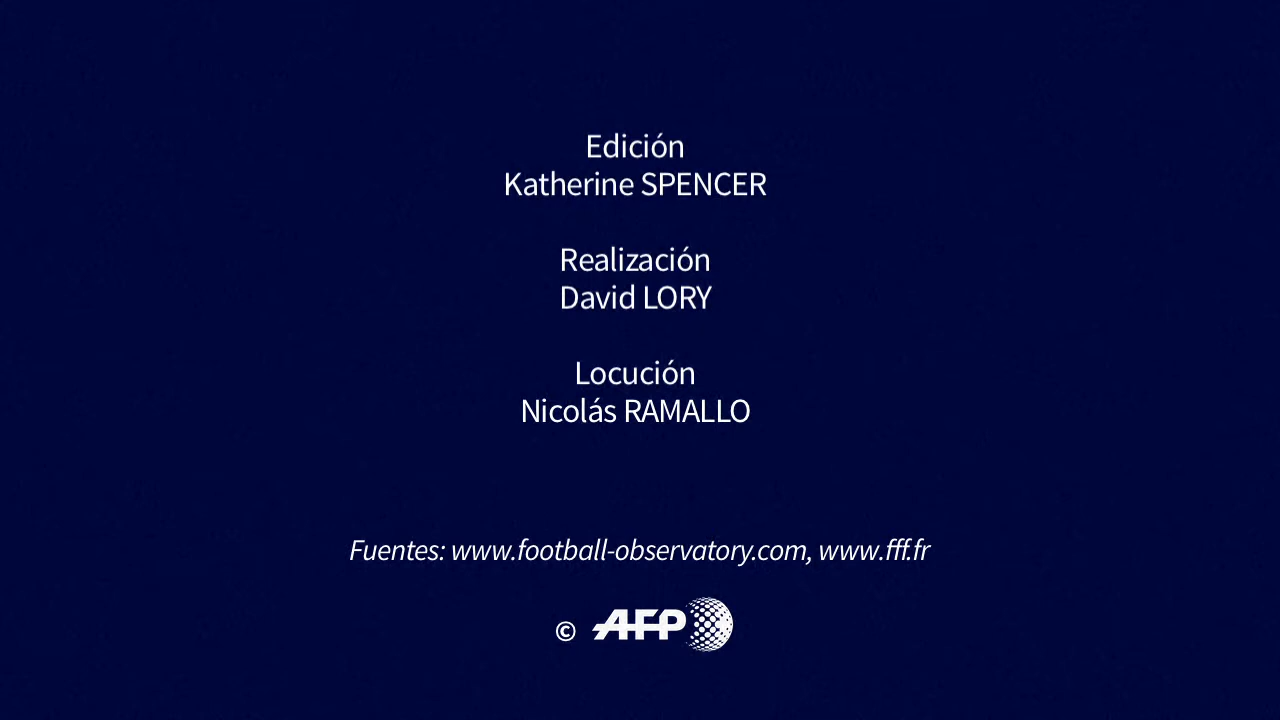 Edición
Katherine SPENCER
Realización
David LORY
Locución
Nicolás RAMALLO
Fuentes: www.football-observatory.com, www.fff.fr
© AFP